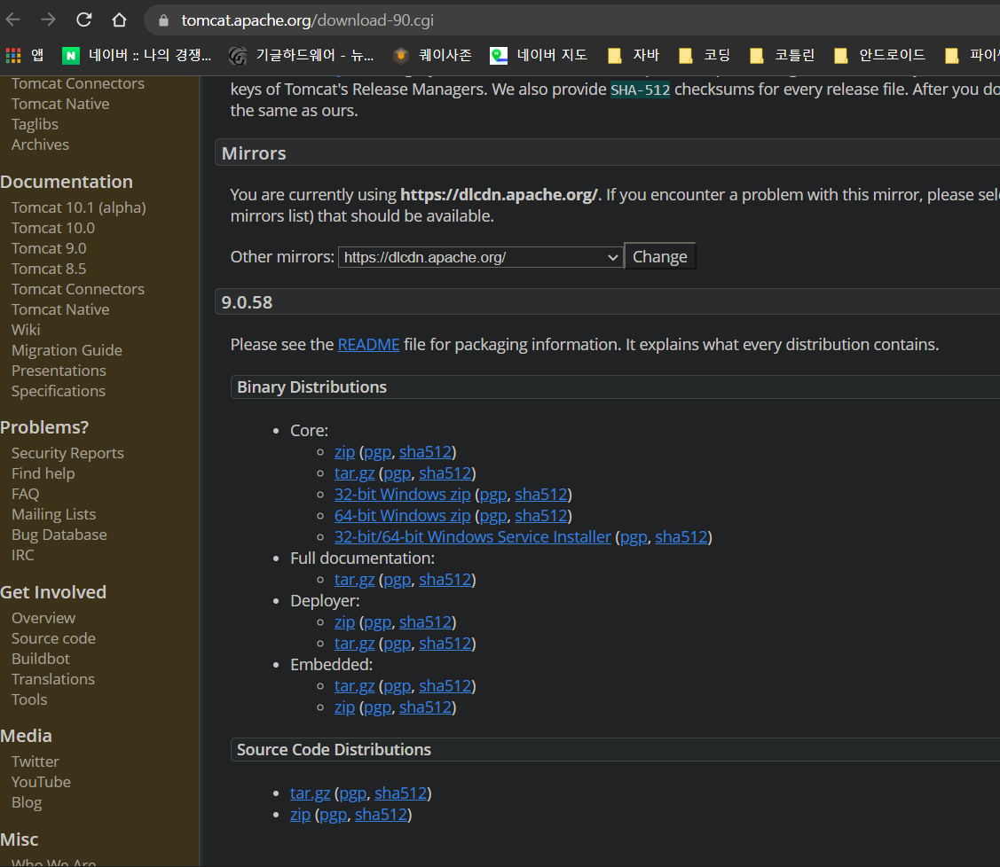 tomcat.apache.org/download-90.cgi
앱 네이버 :: 나의 경쟁... 기글하드웨어 - 뉴... 퀘이사존 네이버 지도 자바 코딩 코틀린 안드로이드 파이
Tomcat Connectors
Tomcat Native
Taglibs
Archives
Documentation
Tomcat 10.1 (alpha)
Tomcat 10.0
Tomcat 9.0
Tomcat 8.5
Tomcat Connectors
Tomcat Native
Wiki
Migration Guide
Presentations
Specifications
Problems?
Security Reports
Find help
FAQ
Mailing Lists
Bug Database
IRC
Get Involved
Overview
Source code
Buildbot
Translations
Tools
Media
Twitter
YouTube
Blog
Misc
Who We Are
keys of Tomcat's Release Managers. We also provide SHA-512 checksums for every release file. After you do
the same as ours.
Mirrors
You are currently using https://dlcdn.apache.org/. If you encounter a problem with this mirror, please sel
mirrors list) that should be available.
Other mirrors: https://dlcdn.apache.org/ Change
9.0.58
Please see the README file for packaging information. It explains what every distribution contains.
Binary Distributions
• Core:
◦ zip (pgp, sha512)
◦ tar.gz (pgp, sha512)
◦ 32-bit Windows zip (pgp, sha512)
◦ 64-bit Windows zip (pgp, sha512)
◦ 32-bit/64-bit Windows Service Installer (pgp, sha512)
• Full documentation:
◦ tar.gz (pgp, sha512)
• Deployer:
◦ zip (pgp, sha512)
◦ tar.gz (pgp, sha512)
• Embedded:
◦ tar.gz (pgp, sha512)
◦ zip (pgp, sha512)
Source Code Distributions
• tar.gz (pgp, sha512)
• zip (pgp, sha512)